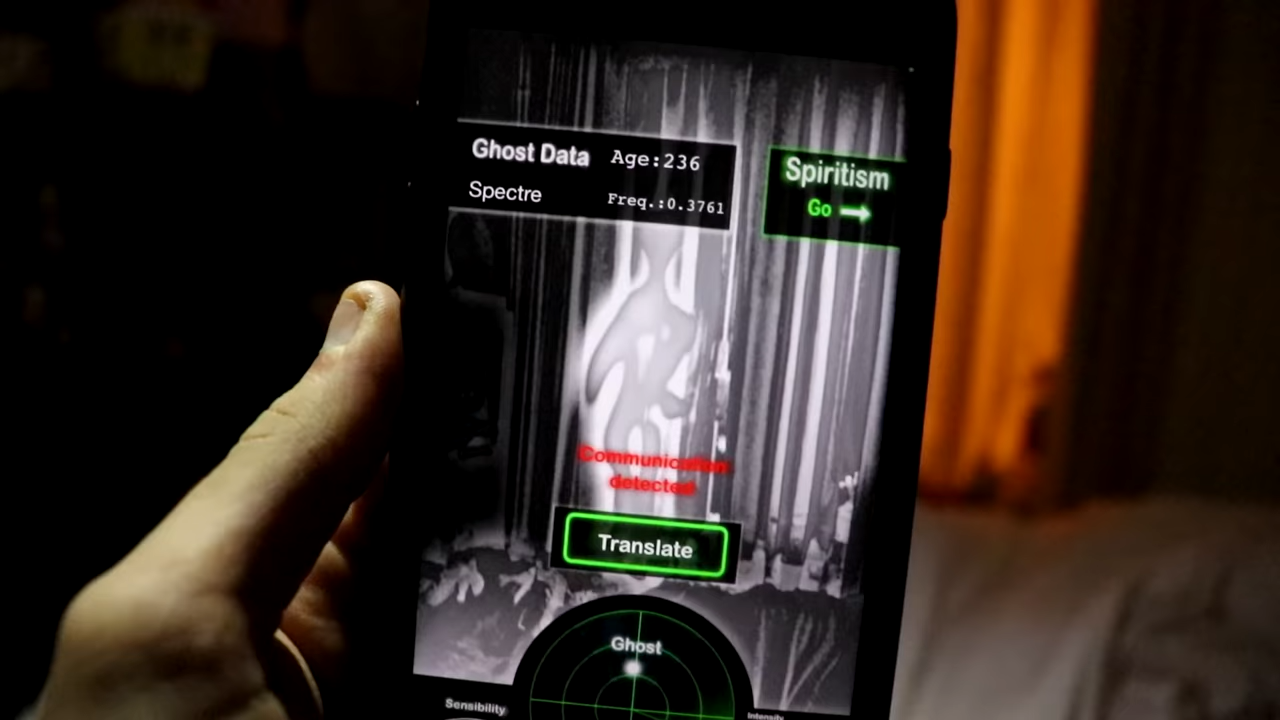 Ghost Data Age:236
Spectre Freq.:0.3761
Spiritism
Go
Communication
detected
Translate
Ghost
Sensibility
Intensity